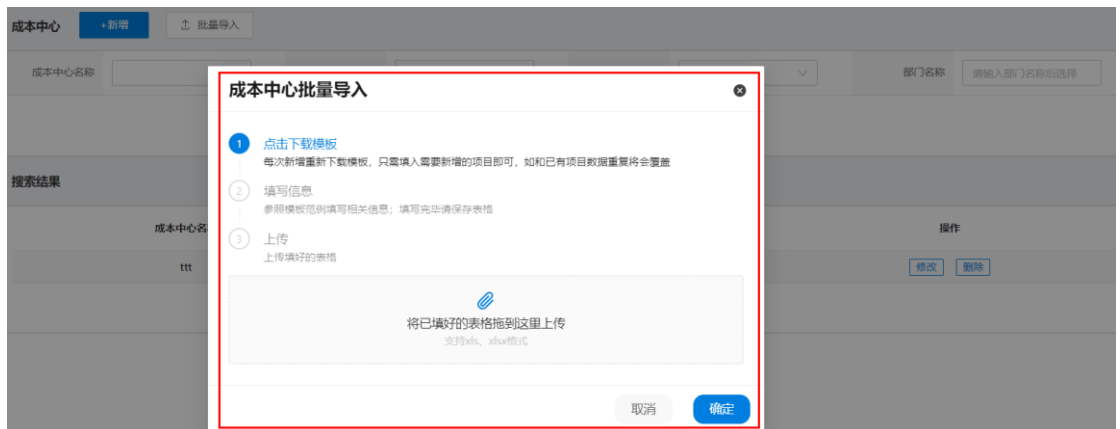 成本中心
+新增
批量导入
成本中心名称
部门名称
请输入部门名称后选择
成本中心批量导入
1
点击下载模板
每次新增重新下载模板，只需填入需要新增的项目即可，如和已有项目数据重复将会覆盖
搜索结果
2
填写信息
参照模板范例填写相关信息；填写完毕请保存表格
成本中心名
操作
3
上传
上传填好的表格
ttt
修改
删除
将已填好的表格拖到这里上传
支持xls、xlsx格式
取消
确定